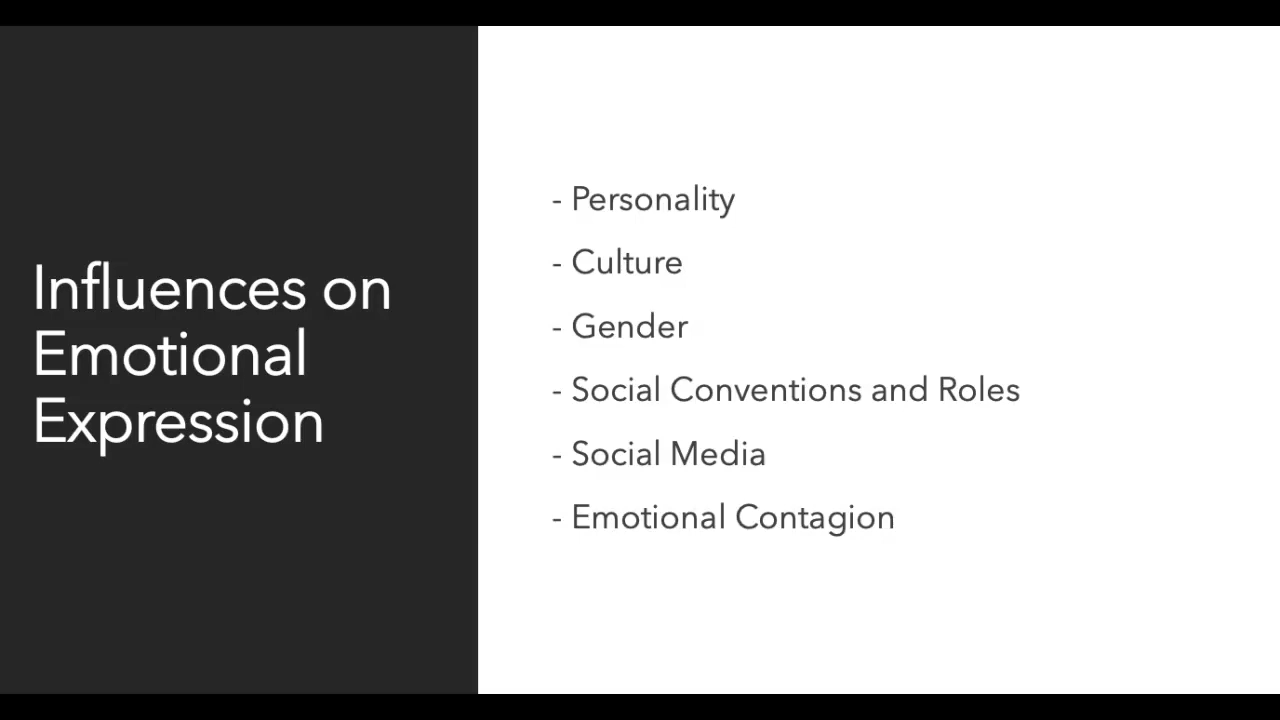 Influences on
Emotional
Expression
- Personality
- Culture
- Gender
- Social Conventions and Roles
- Social Media
- Emotional Contagion